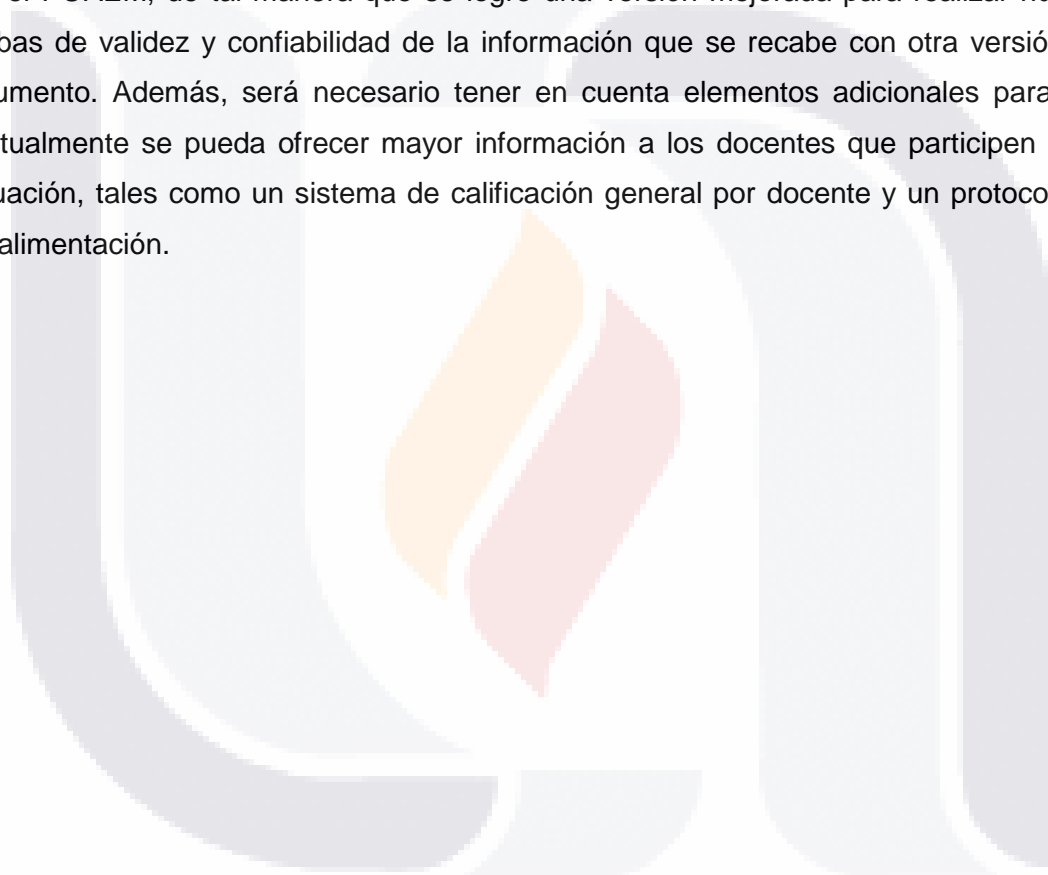 bas de validez y confiabilidad de la información que se recabe con otra versió
umento. Además, será necesario tener en cuenta elementos adicionales para
tualmente se pueda ofrecer mayor información a los docentes que participen
uación, tales como un sistema de calificación general por docente y un protoco
alimentación.